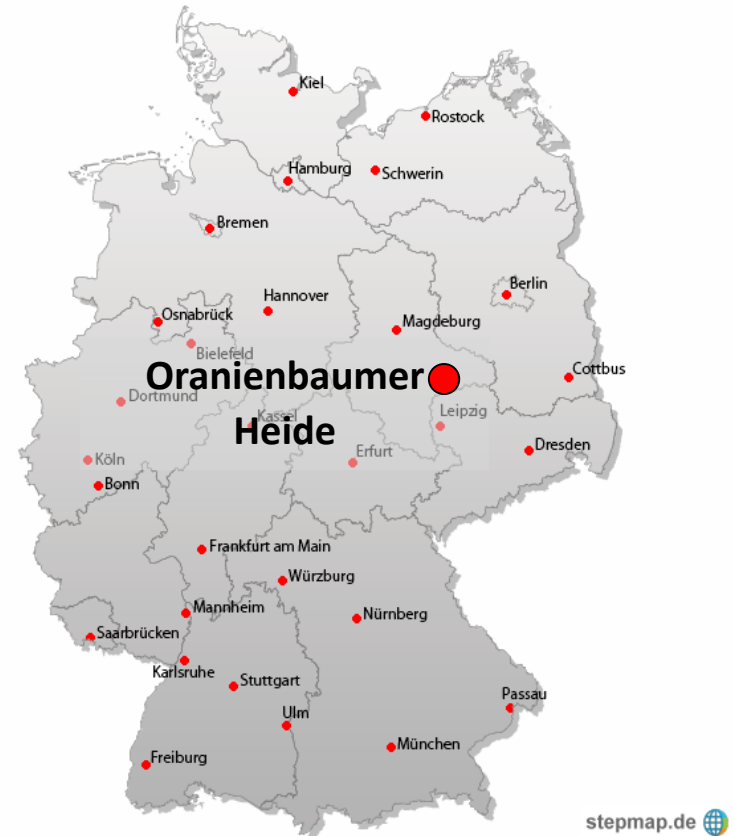 Kiel
Rostock
Hamburg
Schwerin
Bremen
Berlin
Hannover
Osnabrück
Magdeburg
Bielefeld
Oranienbaumer
Cottbus
Dortmund
Kassel
Leipzig
Heide
Dresden
Erfurt
Köln
Bonn
Frankfurt am Main
Würzburg
Mannheim
Nürnberg
Saarbrücken
Karlsruhe
Stuttgart
Passau
Ulm
München
Freiburg
stepmap.de